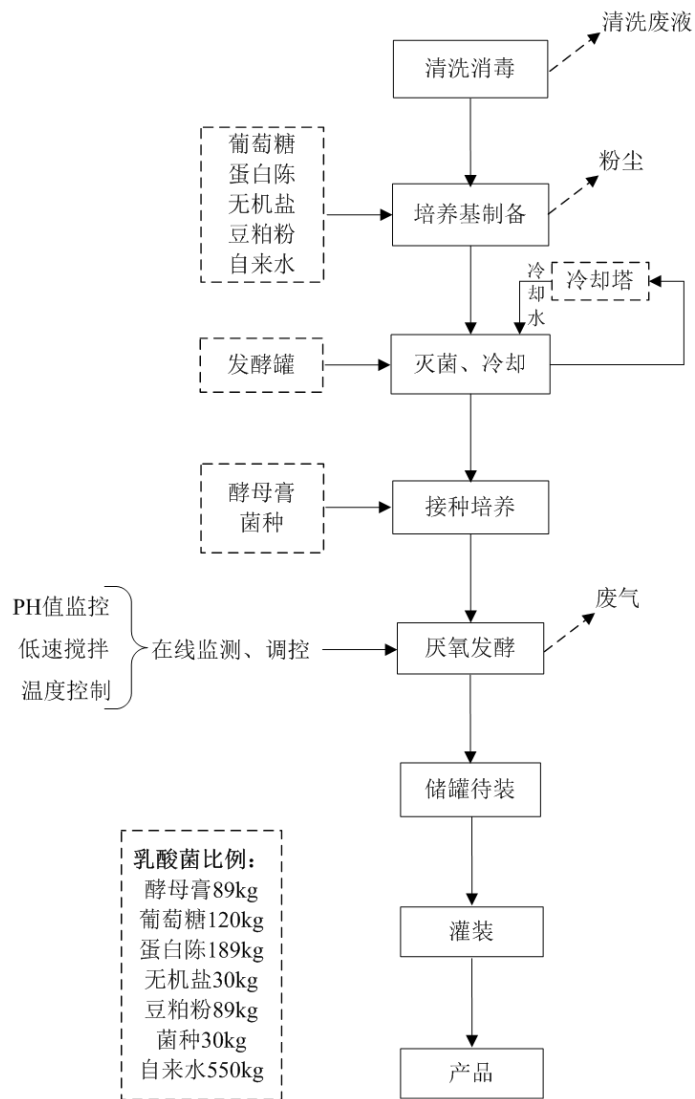 清洗废液
清洗消毒
葡萄糖
蛋白陈
无机盐
豆粕粉
自来水
粉尘
培养基制备
冷却水
冷却塔
发酵罐
灭菌、冷却
酵母膏
菌种
接种培养
废气
PH值监控
低速搅拌
温度控制
在线监测、调控
厌氧发酵
储罐待装
乳酸菌比例：
酵母膏89kg
葡萄糖120kg
蛋白陈189kg
无机盐30kg
豆粕粉89kg
菌种30kg
自来水550kg
灌装
产品